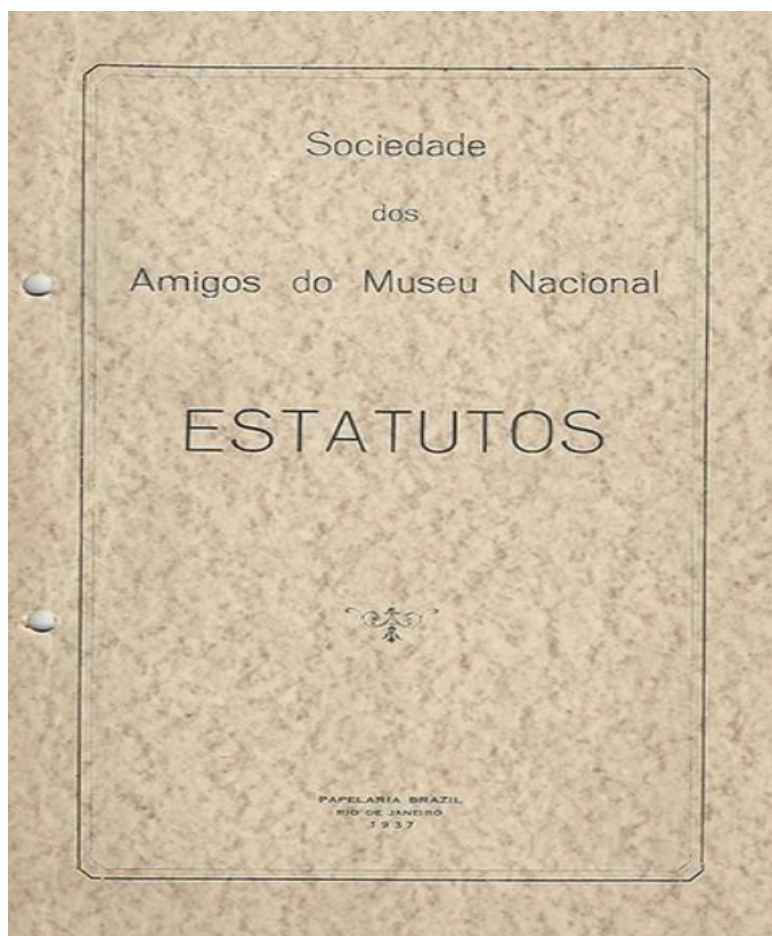 Sociedade
dos
Amigos do Museu Nacional
ESTATUTOS
PAPELARIA BRAZIL
RIO DE JANEIRO
1937